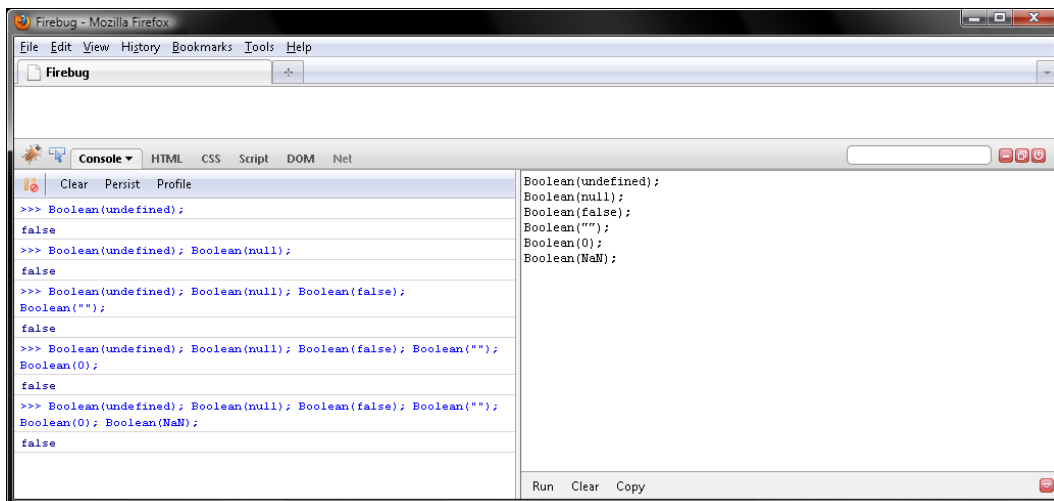 Firebug - Mozilla Firefox
File Edit View History Bookmarks Tools Help
Firebug
Console HTML CSS Script DOM Net
Clear Persist Profile
>>> Boolean(undefined);
false
>>> Boolean(undefined); Boolean(null);
false
>>> Boolean(undefined); Boolean(null); Boolean(false);
Boolean("");
false
>>> Boolean(undefined); Boolean(null); Boolean(false); Boolean("");
Boolean(0);
false
>>> Boolean(undefined); Boolean(null); Boolean(false); Boolean("");
Boolean(0); Boolean(NaN);
false
Boolean(undefined);
Boolean(null);
Boolean(false);
Boolean("");
Boolean(0);
Boolean(NaN);
Run Clear Copy